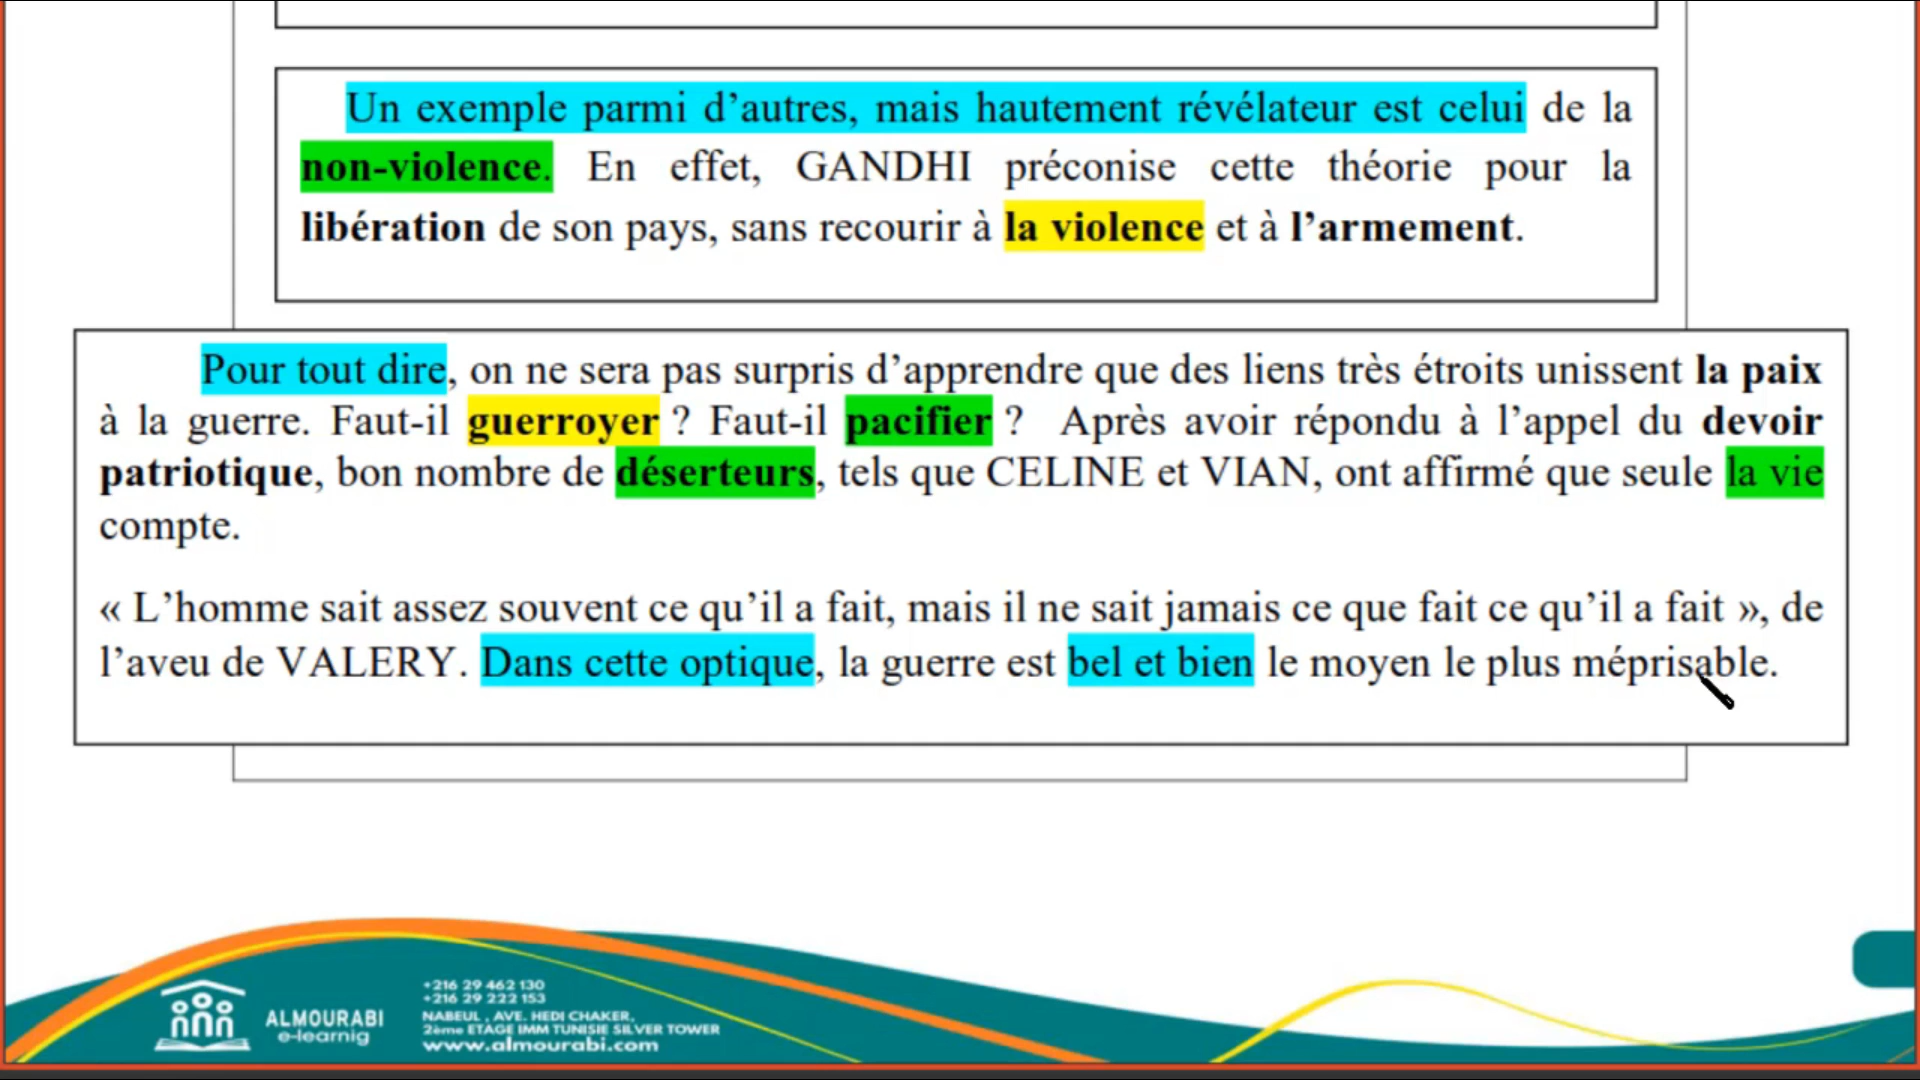 Un exemple parmi d’autres, mais hautement révélateur est celui de la
non-violence. En effet, GANDHI préconise cette théorie pour la
libération de son pays, sans recourir à la violence et à l’armement.
Pour tout dire, on ne sera pas surpris d’apprendre que des liens très étroits unissent la paix
à la guerre. Faut-il guerroyer ? Faut-il pacifier ? Après avoir répondu à l’appel du devoir
patriotique, bon nombre de déserteurs, tels que CELINE et VIAN, ont affirmé que seule la vie
compte.
« L’homme sait assez souvent ce qu’il a fait, mais il ne sait jamais ce que fait ce qu’il a fait », de
l’aveu de VALERY. Dans cette optique, la guerre est bel et bien le moyen le plus méprisable.
ALMOURABI
e-learnig
+216 29 462 130
+216 29 222 153
NABEUL , AVE. HEDI CHAKER,
2ème ETAGE IMM TUNISIE SILVER TOWER
www.almourabi.com